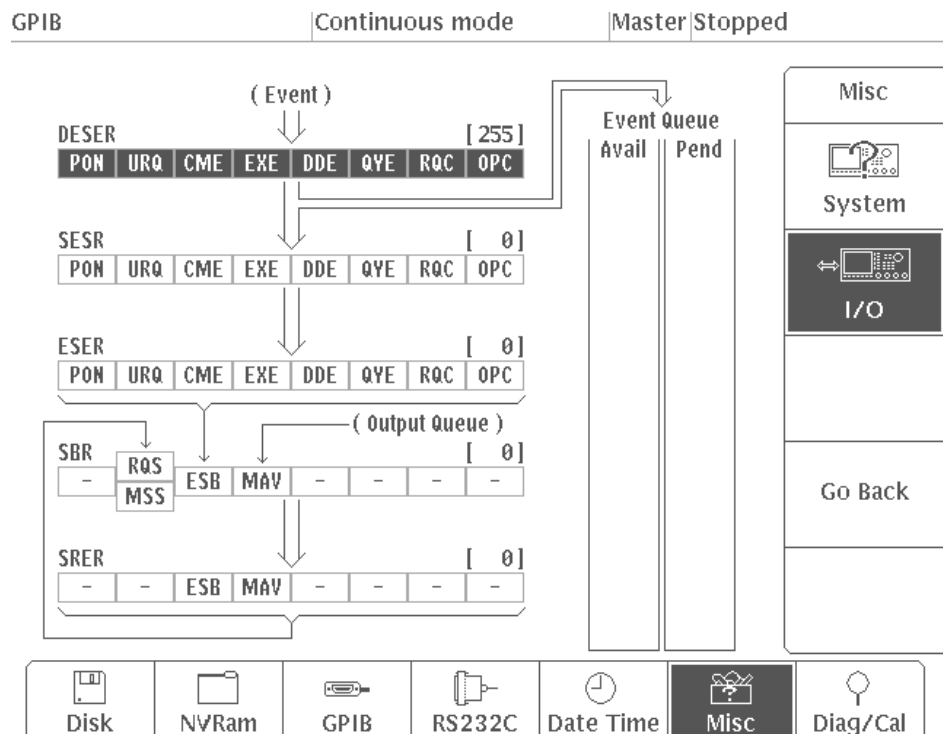 GPIB Continuous mode Master Stopped
( Event )
DESER [ 255 ]
PON URQ CME EXE DDE QYE RQC OPC
SESR [ 0 ]
PON URQ CME EXE DDE QYE RQC OPC
ESER [ 0 ]
PON URQ CME EXE DDE QYE RQC OPC
( Output Queue )
SBR [ 0 ]
- RQS MSS ESB MAV - - - -
SRER [ 0 ]
- - ESB MAV - - - -
Event Queue
Avail Pend
Misc
?
System
I/O
Go Back
Disk NVRam GPIB RS232C Date Time ? Misc Diag/Cal